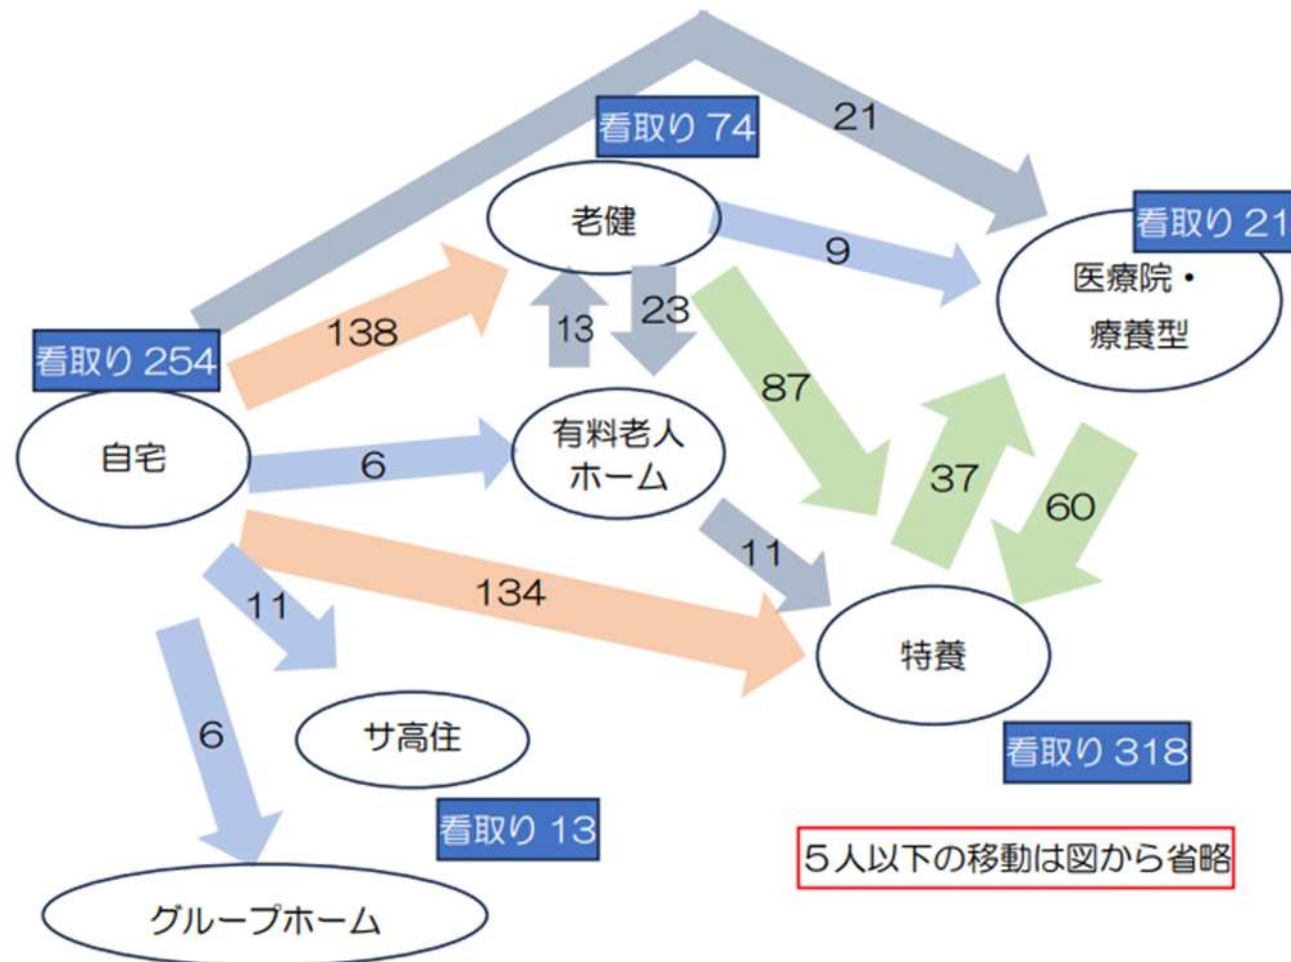 21
看取り 74
老健
看取り 21
9
医療院・
療養型
138
13
23
看取り 254
87
自宅
有料老人
ホーム
6
37
60
11
134
11
特養
6
サ高住
看取り 318
看取り 13
5人以下の移動は図から省略
グループホーム